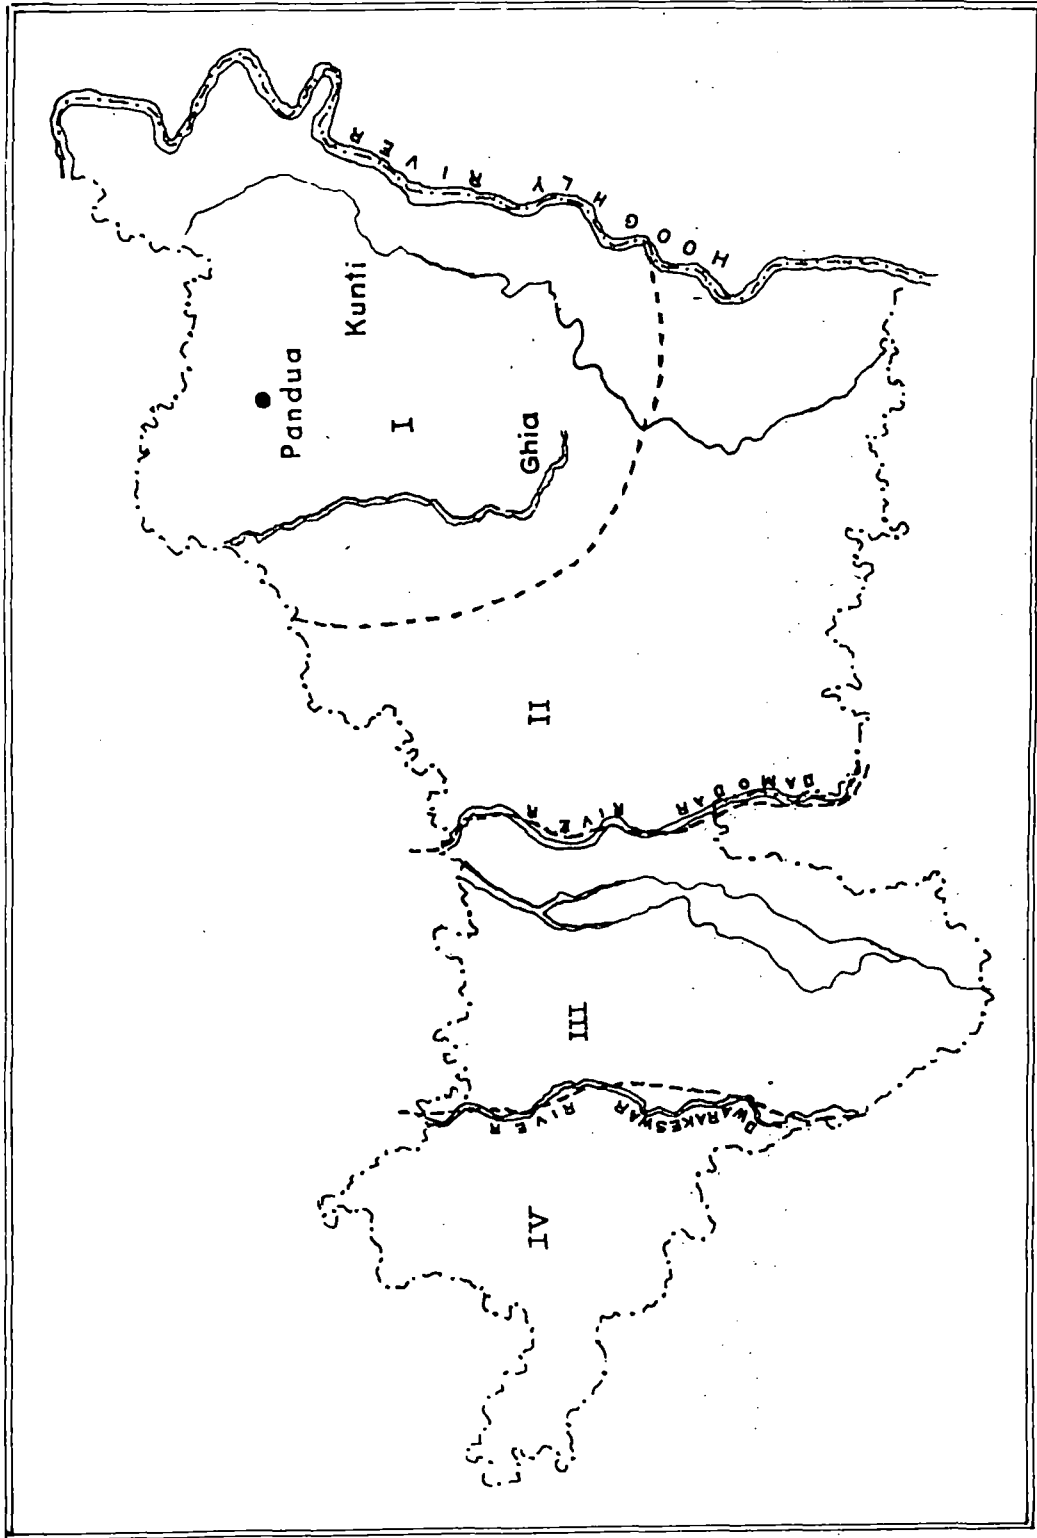 HOOGHLY RIVER
Kunti
Pandua
I
Ghia
II
DAMODAR RIVER
III
DWARAKESWAR RIVER
IV